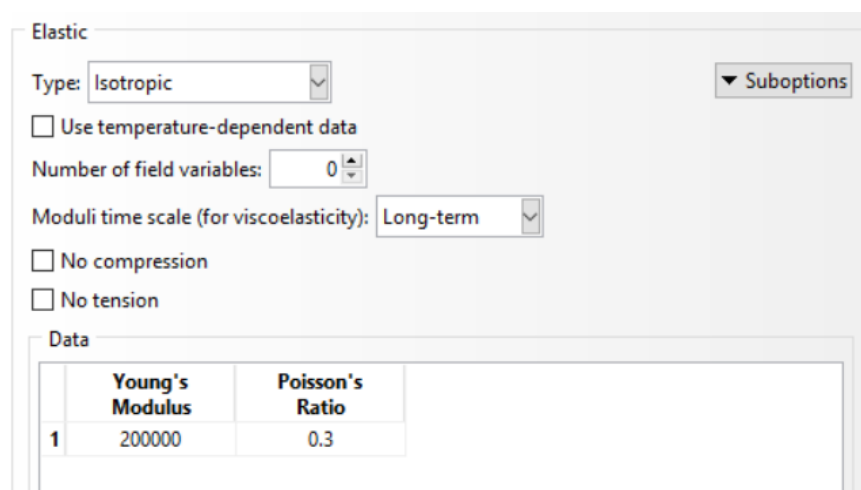 Elastic
Type: Isotropic
Suboptions
Use temperature-dependent data
Number of field variables: 0
Moduli time scale (for viscoelasticity): Long-term
No compression
No tension
Data
Young's Modulus Poisson's Ratio
1 200000 0.3